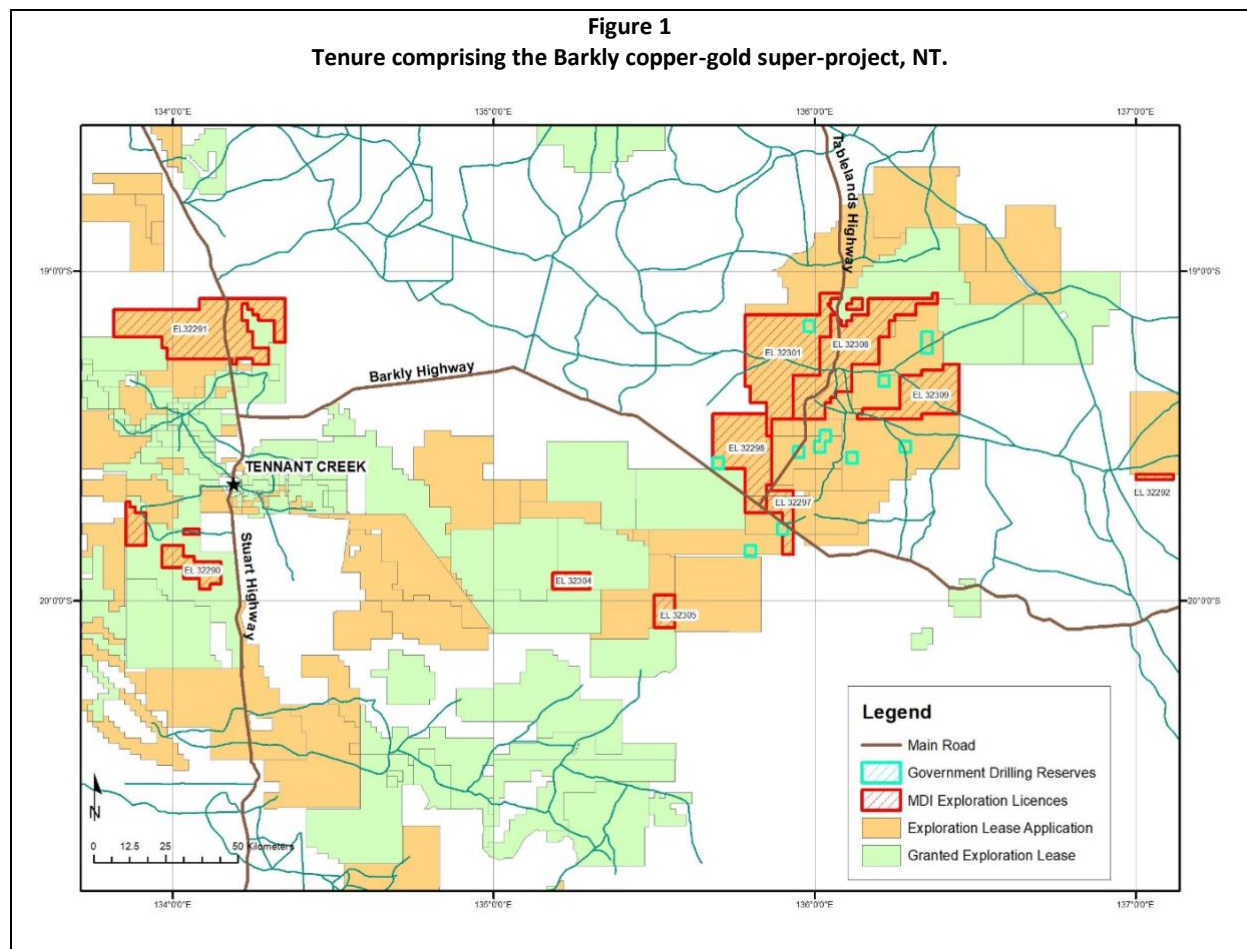 Figure 1
Tenure comprising the Barkly copper-gold super-project, NT.
134°0'0"E
135°0'0"E
136°0'0"E
137°0'0"E
Tablelands Highway
19°0'0"S
19°0'0"S
EL32291
EL 32301
EL 32308
Barkly Highway
EL 32309
EL 32298
TENNANT CREEK
EL 32292
EL 32297
EL 32290
EL 32304
EL 32305
20°0'0"S
20°0'0"S
Stuart Highway
Legend
Main Road
Government Drilling Reserves
MDI Exploration Licences
Exploration Lease Application
Granted Exploration Lease
N
0 12.5 25 50 Kilometers
134°0'0"E
135°0'0"E
136°0'0"E
137°0'0"E